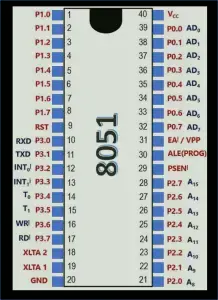 P1.0 1 40 Vcc
P1.1 2 39 P0.0 AD0
P1.2 3 38 P0.1 AD1
P1.3 4 37 P0.2 AD2
P1.4 5 36 P0.3 AD3
P1.5 6 35 P0.4 AD4
P1.6 7 34 P0.5 AD5
P1.7 8 33 P0.6 AD6
RST 9 32 P0.7 AD7
RXD P3.0 10 31 EA/ VPP
TXD P3.1 11 30 ALE(PROG)
INT0 P3.2 12 29 PSEN
INT1 P3.3 13 28 P2.7 A15
T0 P3.4 14 27 P2.6 A14
T1 P3.5 15 26 P2.5 A13
WR P3.6 16 25 P2.4 A12
RD P3.7 17 24 P2.3 A11
XLTA 2 18 23 P2.2
XLTA 1 19 22 P2.1 A9
GND 20 21 P2.0 A8
8051